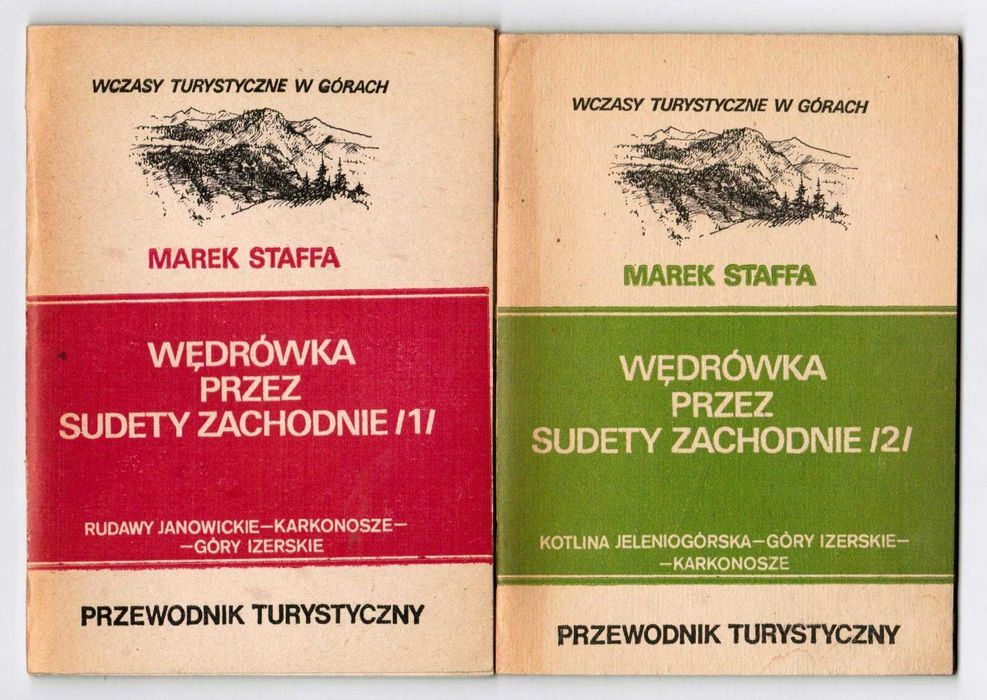 WCZASY TURYSTYCZNE W GÓRACH
MAREK STAFFA
WĘDRÓWKA
PRZEZ
SUDETY ZACHODNIE /1/
RUDAWY JANOWICKIE—KARKONOSZE—
—GÓRY IZERSKIE
PRZEWODNIK TURYSTYCZNY
WCZASY TURYSTYCZNE W GÓRACH
MAREK STAFFA
WĘDRÓWKA
PRZEZ
SUDETY ZACHODNIE /2/
KOTLINA JELENIOGÓRSKA—GÓRY IZERSKIE—
—KARKONOSZE
PRZEWODNIK TURYSTYCZNY